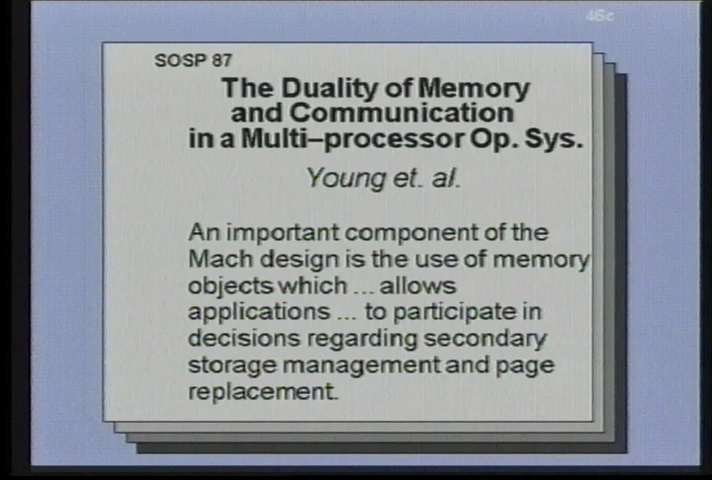 46c
SOSP 87
The Duality of Memory
and Communication
in a Multi–processor Op. Sys.
Young et. al.
An important component of the
Mach design is the use of memory
objects which ... allows
applications ... to participate in
decisions regarding secondary
storage management and page
replacement.